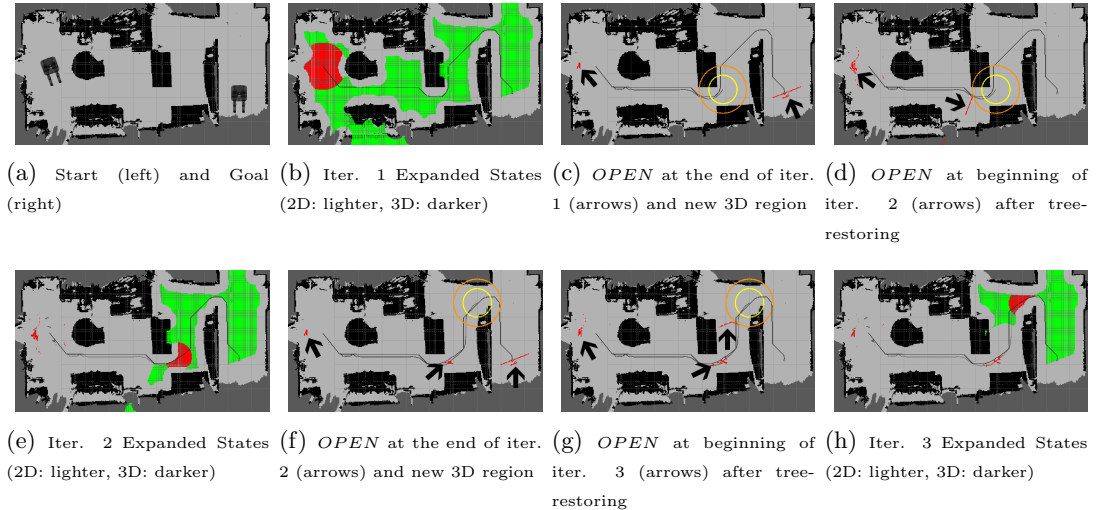 (a) Start (left) and Goal
(right)
(b) Iter. 1 Expanded States
(2D: lighter, 3D: darker)
(c) OPEN at the end of iter.
1 (arrows) and new 3D region
(d) OPEN at beginning of
iter. 2 (arrows) after tree-
restoring
(e) Iter. 2 Expanded States
(2D: lighter, 3D: darker)
(f) OPEN at the end of iter.
2 (arrows) and new 3D region
(g) OPEN at beginning of
iter. 3 (arrows) after tree-
restoring
(h) Iter. 3 Expanded States
(2D: lighter, 3D: darker)